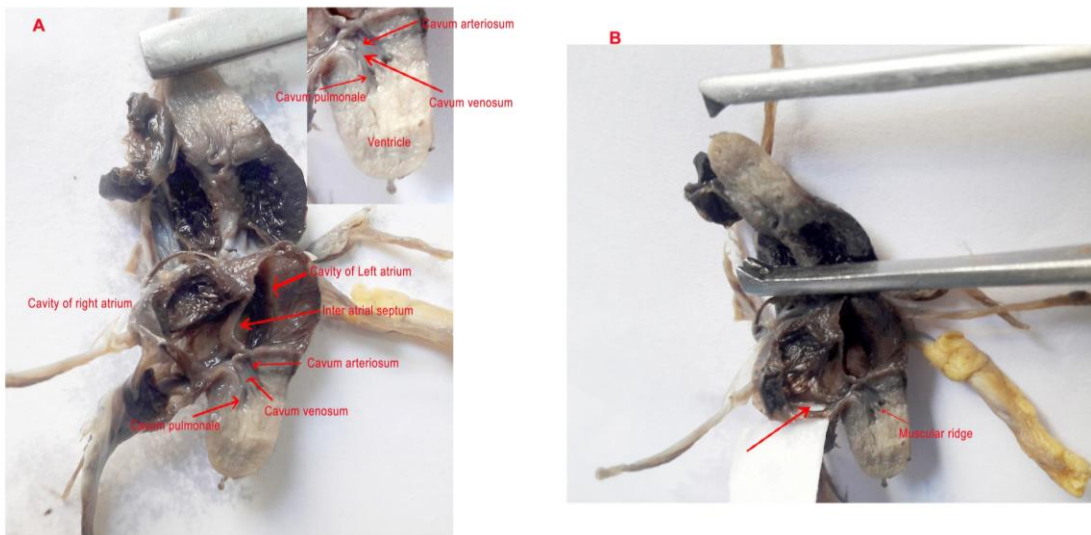 A
Cavum arteriosum
Cavum pulmonale
Cavum venosum
Ventricle
Cavity of Left atrium
Cavity of right atrium
Inter atrial septum
Cavum arteriosum
Cavum venosum
Cavum pulmonale
B
Muscular ridge